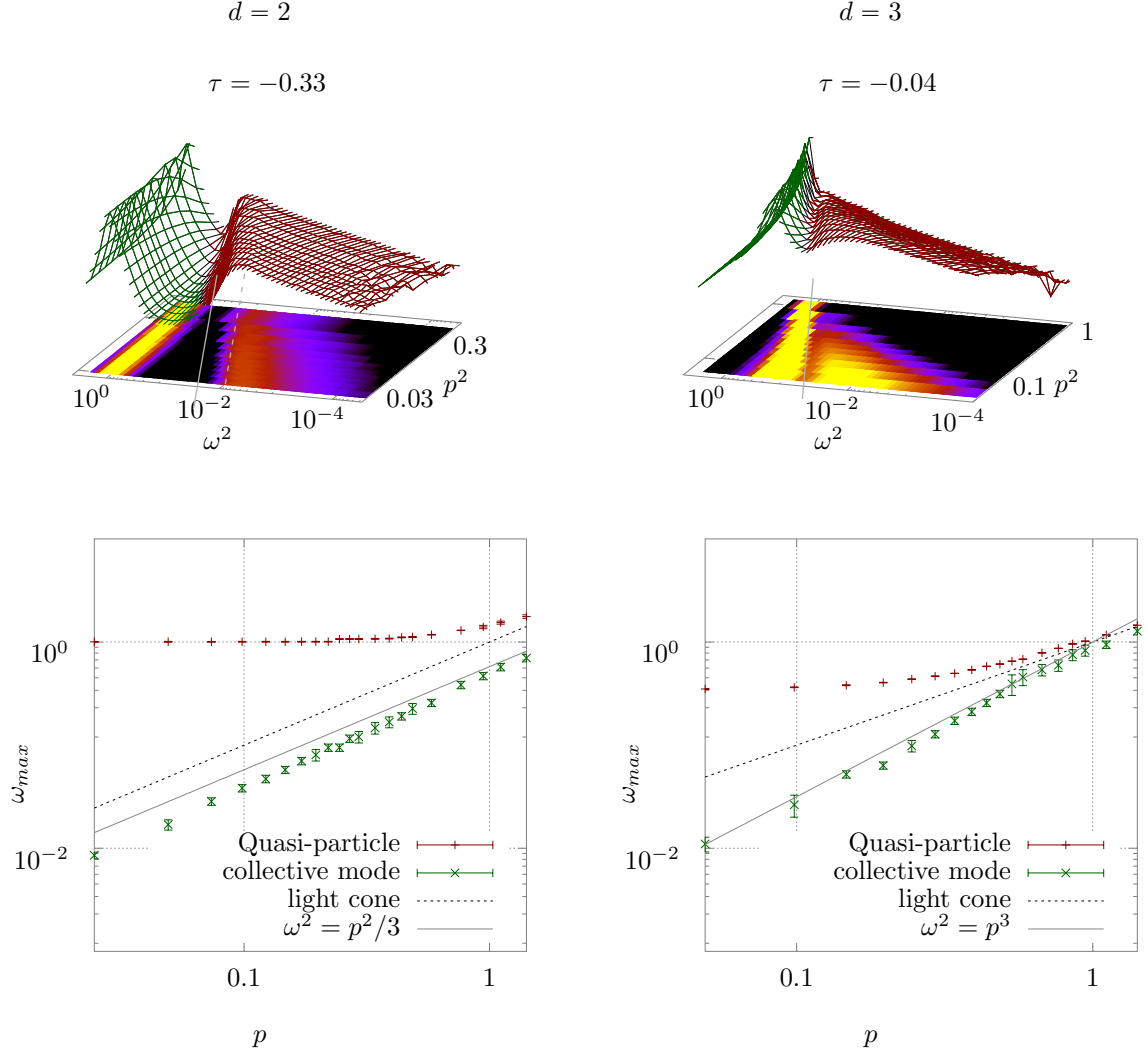 d = 2
τ = −0.33
10⁰
10⁻²
10⁻⁴
ω²
0.03
0.3
p²
d = 3
τ = −0.04
10⁰
10⁻²
10⁻⁴
ω²
0.1
1
p²
ω_max
10⁰
10⁻²
Quasi-particle
collective mode
light cone
ω² = p²/3
0.1
1
p
ω_max
10⁰
10⁻²
Quasi-particle
collective mode
light cone
ω² = p³
0.1
1
p